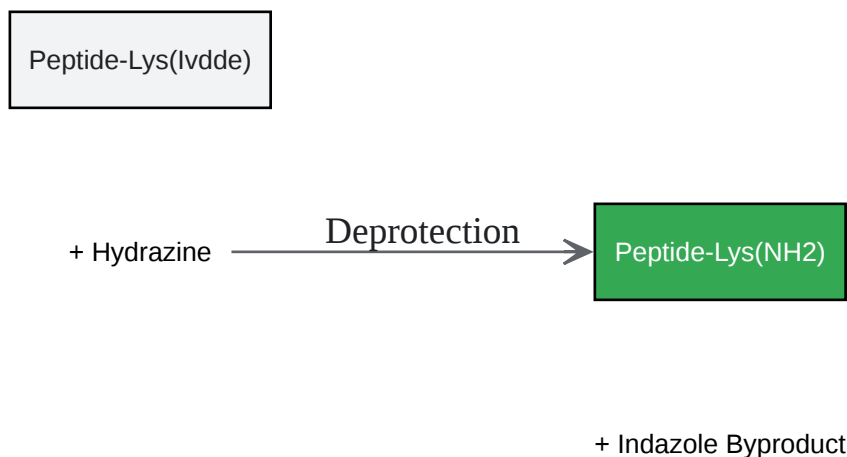 Peptide-Lys(Ivdde)
+ Hydrazine
Deprotection
Peptide-Lys(NH2)
+ Indazole Byproduct